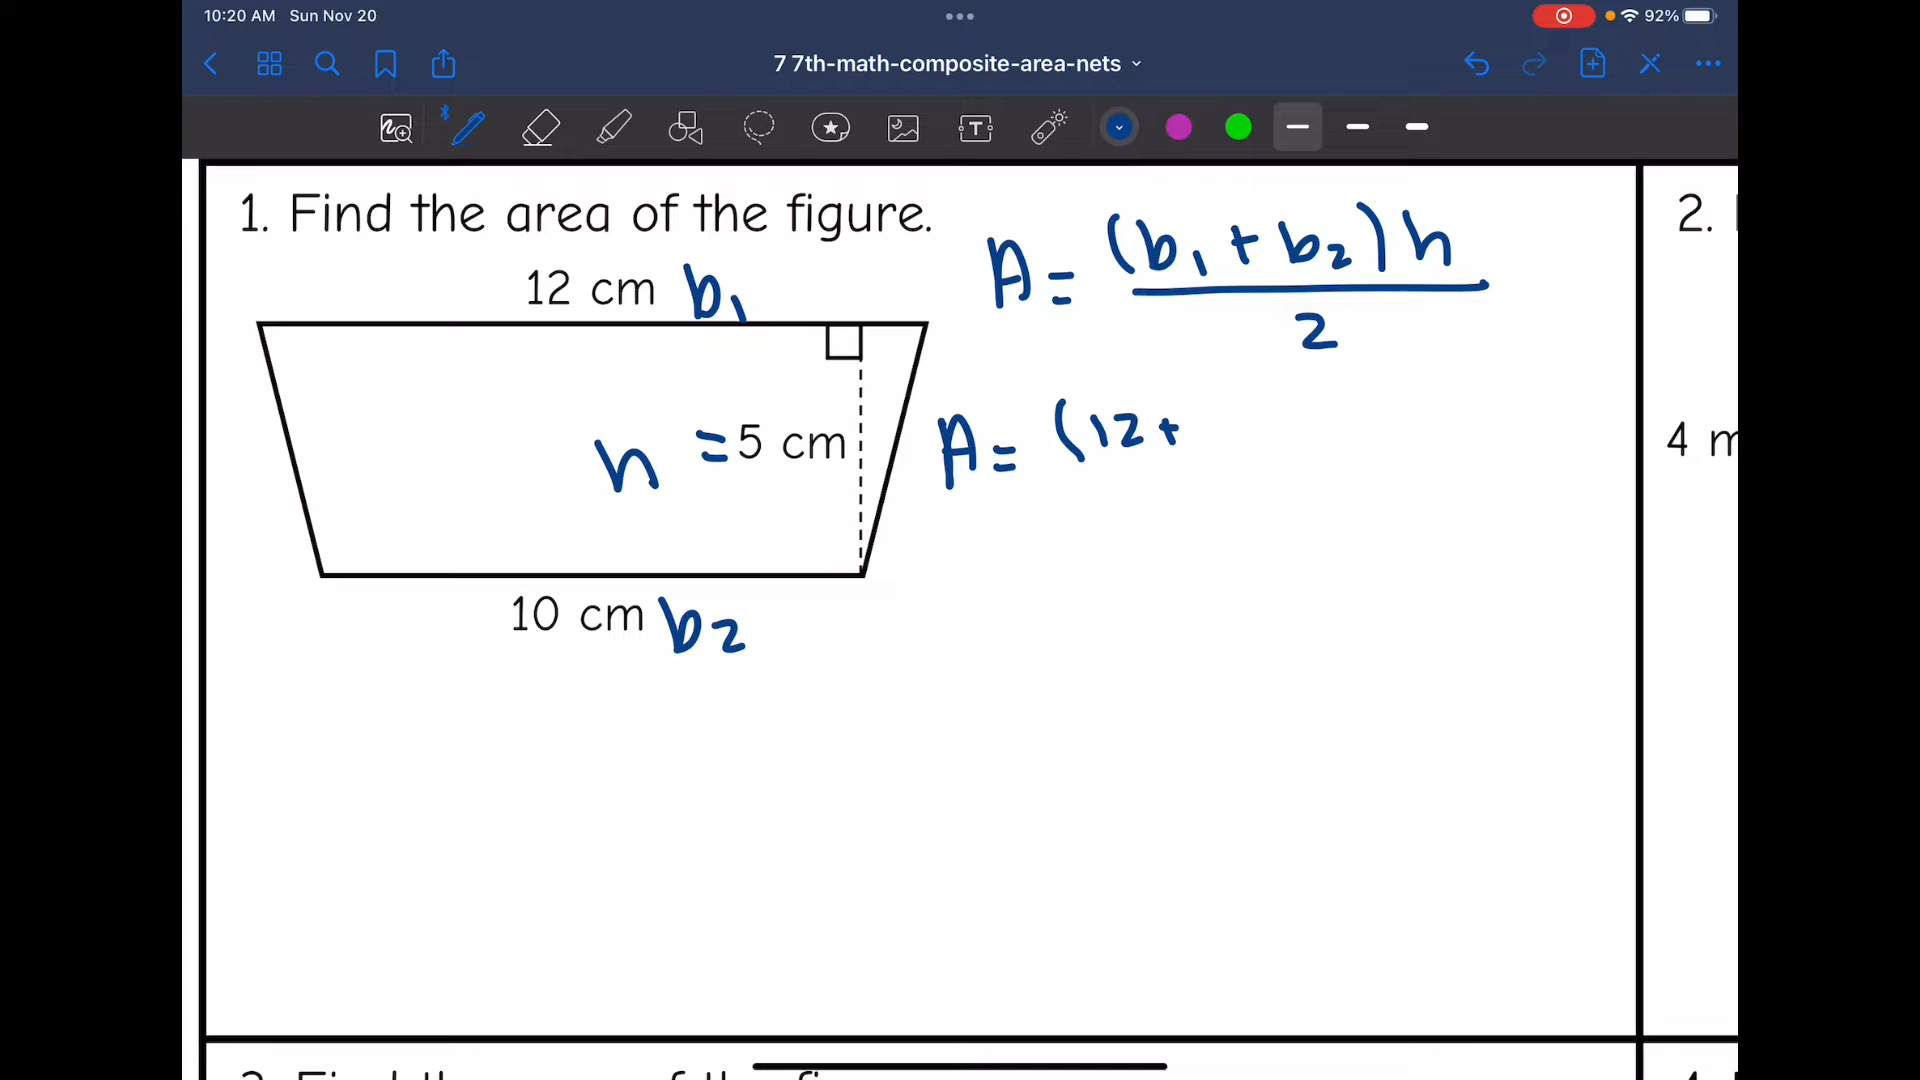 10:20 AM Sun Nov 20
92%
7 7th-math-composite-area-nets
1. Find the area of the figure.
2.
12 cm b₁
A = (b₁ + b₂) h
2
h = 5 cm
A = (12 +
4 m
10 cm b2